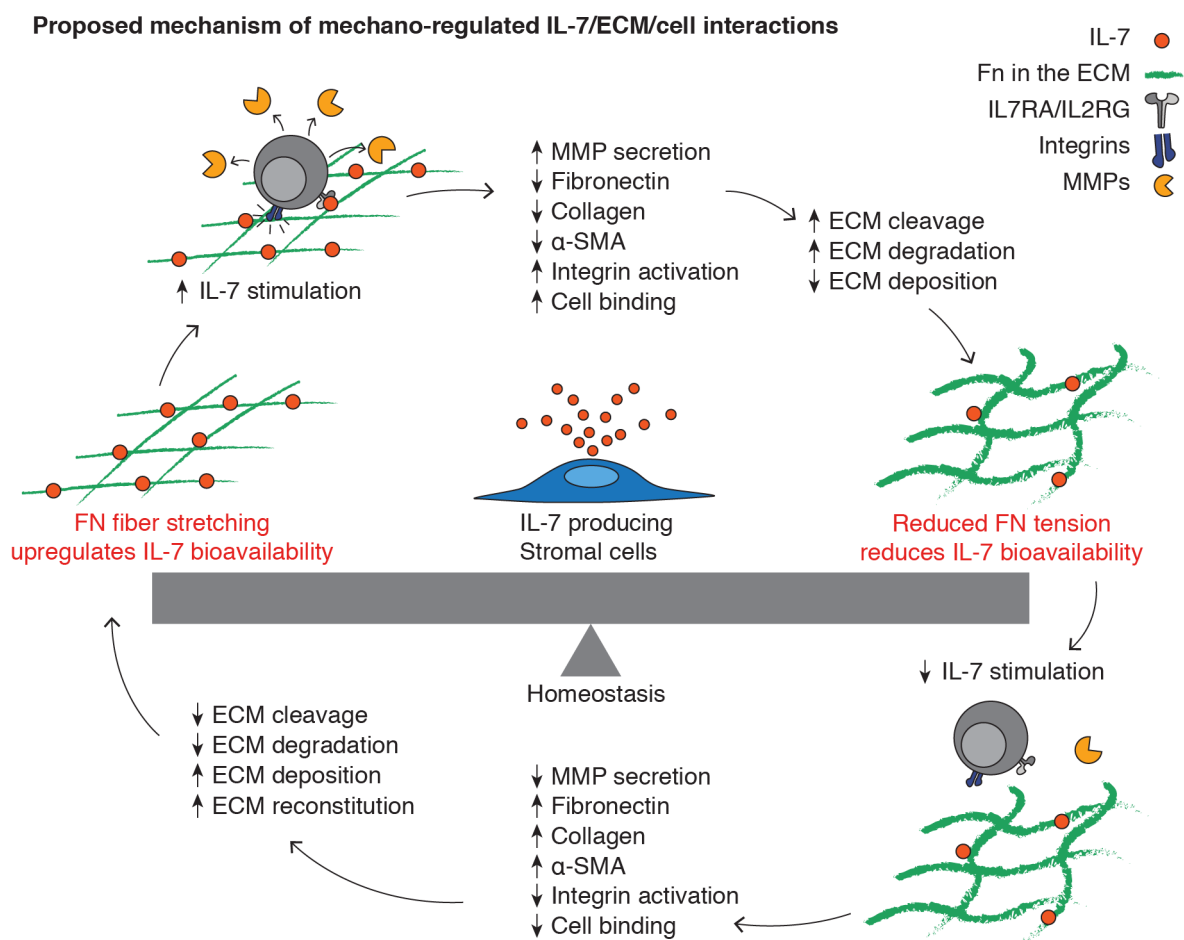 Proposed mechanism of mechano-regulated IL-7/ECM/cell interactions
IL-7
Fn in the ECM
IL7RA/IL2RG
Integrins
MMPs
↑ IL-7 stimulation
↑ MMP secretion
↓ Fibronectin
↓ Collagen
↓ α-SMA
↑ Integrin activation
↑ Cell binding
↑ ECM cleavage
↑ ECM degradation
↓ ECM deposition
FN fiber stretching
upregulates IL-7 bioavailability
IL-7 producing
Stromal cells
Reduced FN tension
reduces IL-7 bioavailability
Homeostasis
↓ IL-7 stimulation
↓ MMP secretion
↑ Fibronectin
↑ Collagen
↑ α-SMA
↓ Integrin activation
↓ Cell binding
↓ ECM cleavage
↓ ECM degradation
↑ ECM deposition
↑ ECM reconstitution